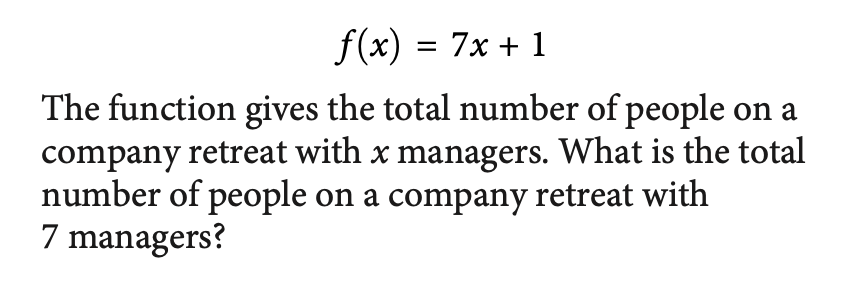 f(x) = 7x + 1
The function gives the total number of people on a
company retreat with x managers. What is the total
number of people on a company retreat with
7 managers?